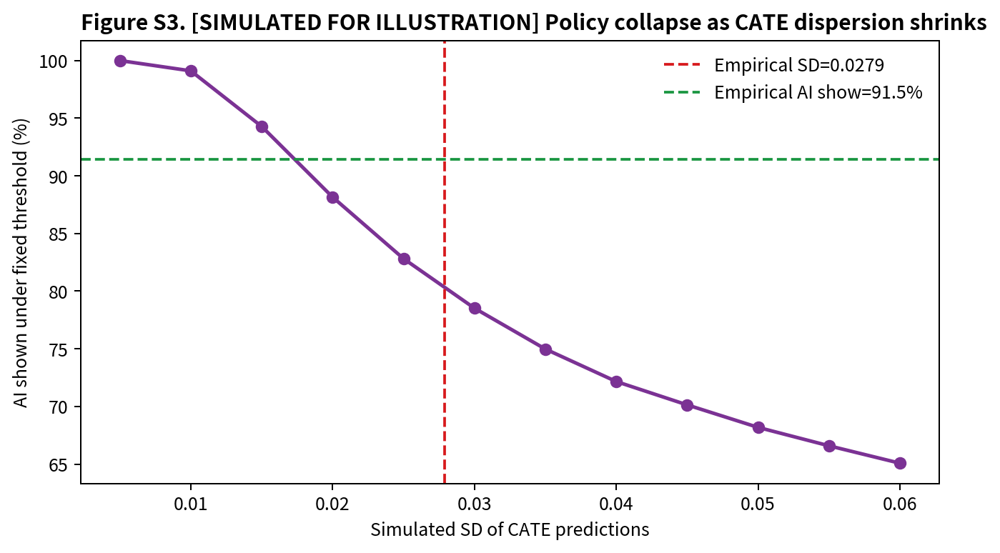 Figure S3. [SIMULATED FOR ILLUSTRATION] Policy collapse as CATE dispersion shrinks
Empirical SD=0.0279
Empirical AI show=91.5%
AI shown under fixed threshold (%)
100
95
90
85
80
75
70
65
0.01
0.02
0.03
0.04
0.05
0.06
Simulated SD of CATE predictions